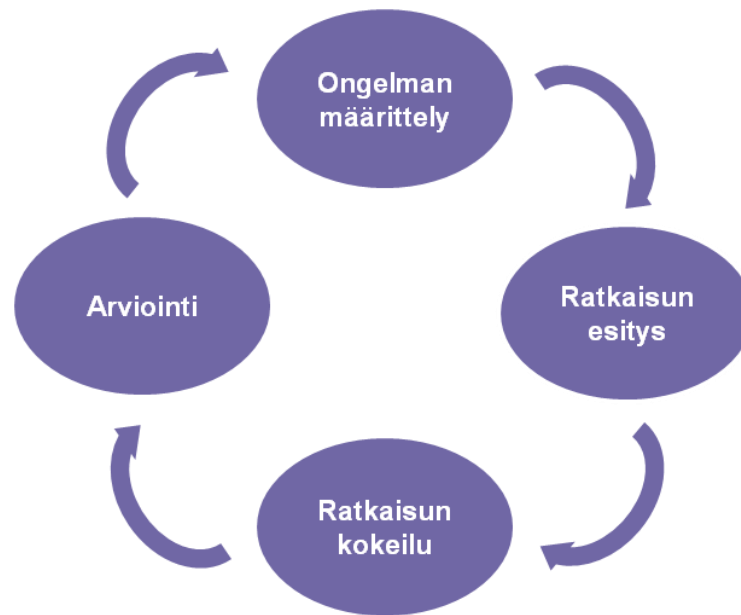 Ongelman
määrittely
Ratkaisun
esitys
Ratkaisun
kokeilu
Arviointi